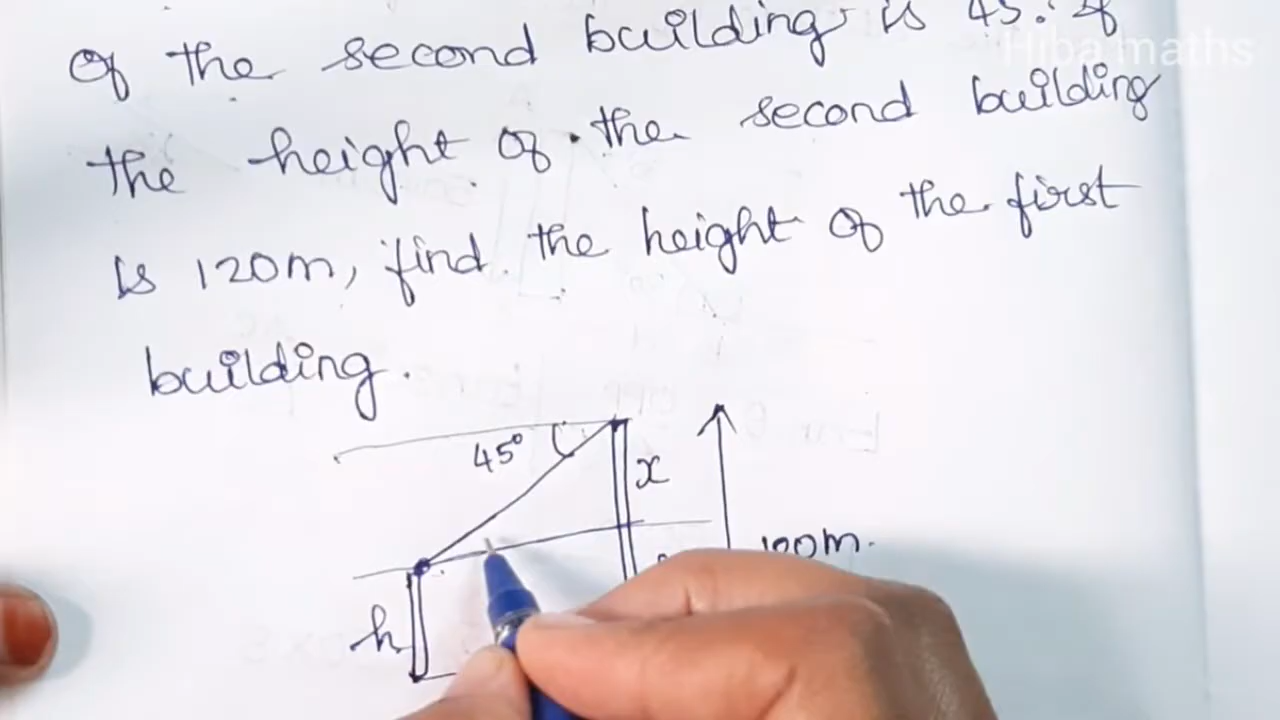 Of the second building is 45. If
Hiba maths
the height of the second building
is 120m, find the height of the first
building.
45°
x
h